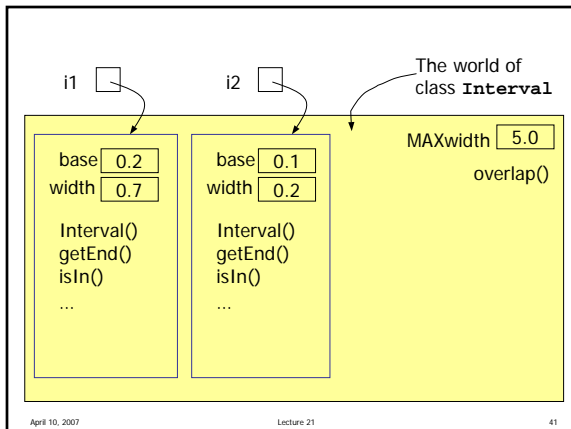 i1
i2
The world of
class Interval
MAXwidth 5.0
overlap()
base 0.2
width 0.7
Interval()
getEnd()
isIn()
...
base 0.1
width 0.2
Interval()
getEnd()
isIn()
...
April 10, 2007
Lecture 21
41